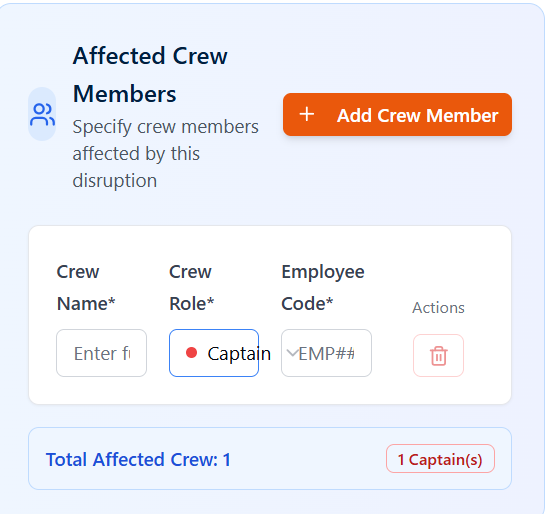 Affected Crew
Members
Specify crew members
affected by this
disruption
Add Crew Member
Crew
Name*
Crew
Role*
Employee
Code*
Actions
Enter
Captain
EMP##
Total Affected Crew: 1
1 Captain(s)